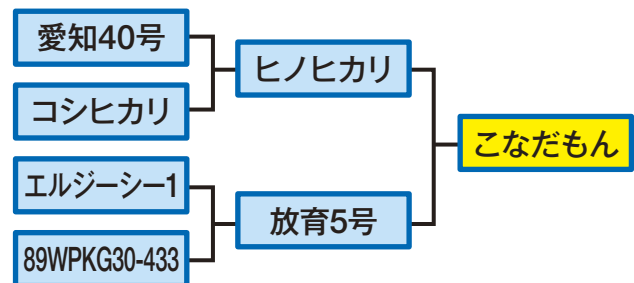 愛知40号
コシヒカリ
ヒノヒカリ
エルジーシー1
89WPKG30-433
放育5号
こなだもん